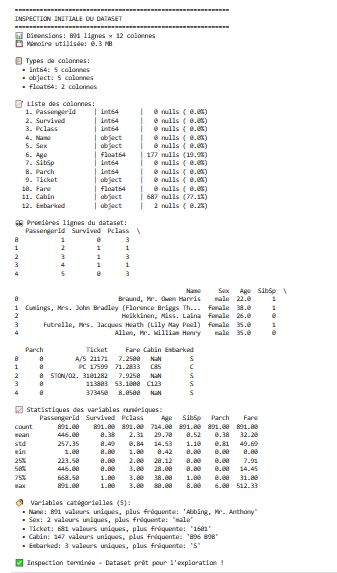 INSPECTION INITIALE DU DATASET
Dimensions: 891 lignes × 12 colonnes
Mémoire utilisée: 0.3 MB
Types de colonnes:
• int64: 5 colonnes
• object: 5 colonnes
• float64: 2 colonnes
Liste des colonnes:
1. PassengerId | int64 | 0 nulls ( 0.0%)
2. Survived | int64 | 0 nulls ( 0.0%)
3. Pclass | int64 | 0 nulls ( 0.0%)
4. Name | object | 0 nulls ( 0.0%)
5. Sex | object | 0 nulls ( 0.0%)
6. Age | float64 | 177 nulls (19.9%)
7. SibSp | int64 | 0 nulls ( 0.0%)
8. Parch | int64 | 0 nulls ( 0.0%)
9. Ticket | object | 0 nulls ( 0.0%)
10. Fare | float64 | 0 nulls ( 0.0%)
11. Cabin | object | 687 nulls (77.1%)
12. Embarked | object | 2 nulls ( 0.2%)
Premières lignes du dataset:
PassengerId Survived Pclass \
0 1 0 3
1 2 1 1
2 3 1 3
3 4 1 1
4 5 0 3
Name Sex Age SibSp \
0 Braund, Mr. Owen Harris male 22.0 1
1 Cumings, Mrs. John Bradley (Florence Briggs Th... female 38.0 1
2 Heikkinen, Miss. Laina female 26.0 0
3 Futrelle, Mrs. Jacques Heath (Lily May Peel) female 35.0 1
4 Allen, Mr. William Henry male 35.0 0
Parch Ticket Fare Cabin Embarked
0 0 A/5 21171 7.2500 NaN S
1 0 PC 17599 71.2833 C85 C
2 0 STON/O2. 3101282 7.9250 NaN S
3 0 113803 53.1000 C123 S
4 0 373450 8.0500 NaN S
Statistiques des variables numériques:
PassengerId Survived Pclass Age SibSp Parch Fare
count 891.00 891.00 891.00 714.00 891.00 891.00 891.00
mean 446.00 0.38 2.31 29.70 0.52 0.38 32.20
std 257.35 0.49 0.84 14.53 1.10 0.81 49.69
min 1.00 0.00 1.00 0.42 0.00 0.00 0.00
25% 223.50 0.00 2.00 20.12 0.00 0.00 7.91
50% 446.00 0.00 3.00 28.00 0.00 0.00 14.45
75% 668.50 1.00 3.00 38.00 1.00 0.00 31.00
max 891.00 1.00 3.00 80.00 8.00 6.00 512.33
Variables catégorielles (5):
• Name: 891 valeurs uniques, plus fréquente: 'Abbing, Mr. Anthony'
• Sex: 2 valeurs uniques, plus fréquente: 'male'
• Ticket: 681 valeurs uniques, plus fréquente: '1601'
• Cabin: 147 valeurs uniques, plus fréquente: 'B96 B98'
• Embarked: 3 valeurs uniques, plus fréquente: 'S'
Inspection terminée - Dataset prêt pour l'exploration !